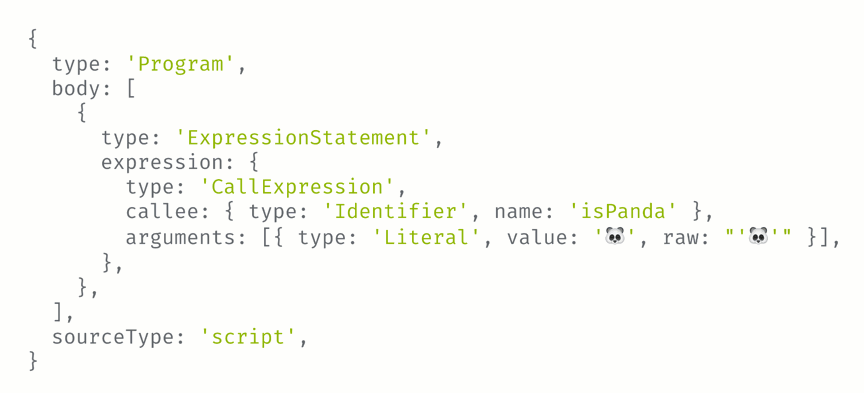 {
  type: 'Program',
  body: [
    {
      type: 'ExpressionStatement',
      expression: {
        type: 'CallExpression',
        callee: { type: 'Identifier', name: 'isPanda' },
        arguments: [{ type: 'Literal', value: '🐼', raw: "'🐼'" }],
      },
    },
  ],
  sourceType: 'script',
}